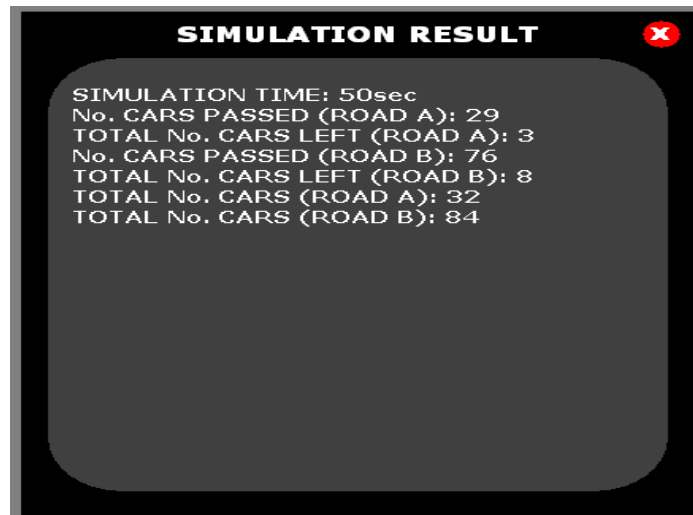 SIMULATION RESULT
X
SIMULATION TIME: 50sec
No. CARS PASSED (ROAD A): 29
TOTAL No. CARS LEFT (ROAD A): 3
No. CARS PASSED (ROAD B): 76
TOTAL No. CARS LEFT (ROAD B): 8
TOTAL No. CARS (ROAD A): 32
TOTAL No. CARS (ROAD B): 84